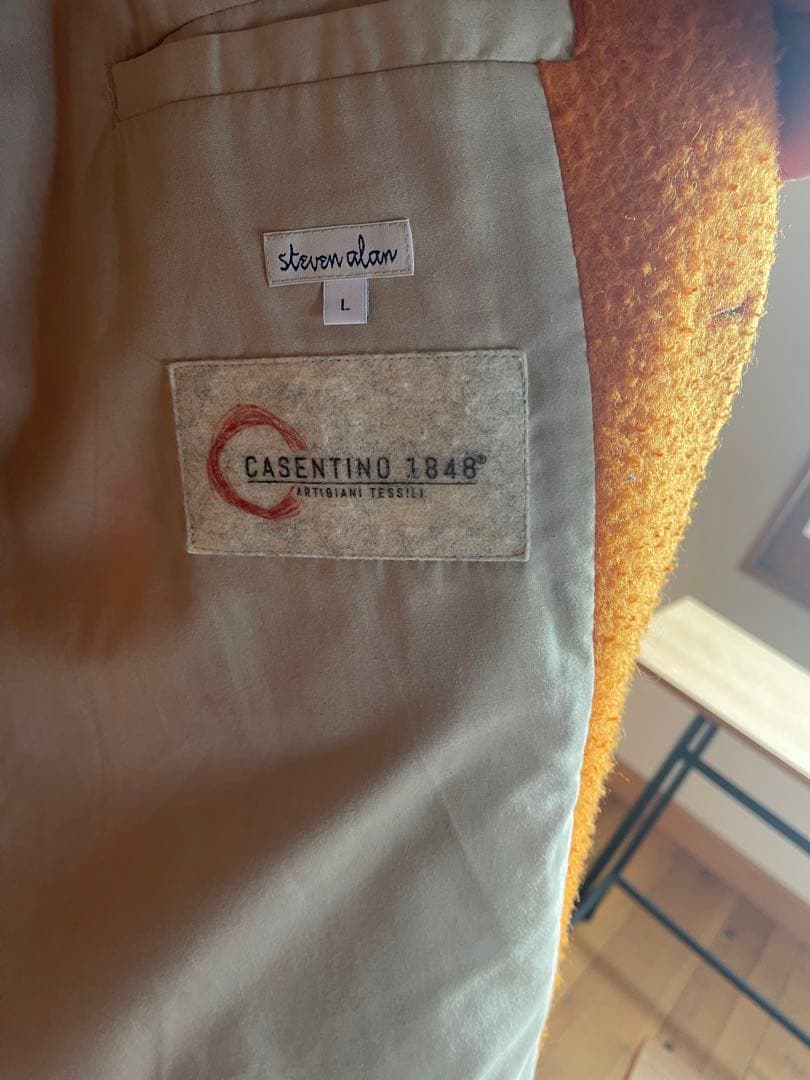 steven alan
L
CASENTINO 1848®
ARTIGIANI TESSILI